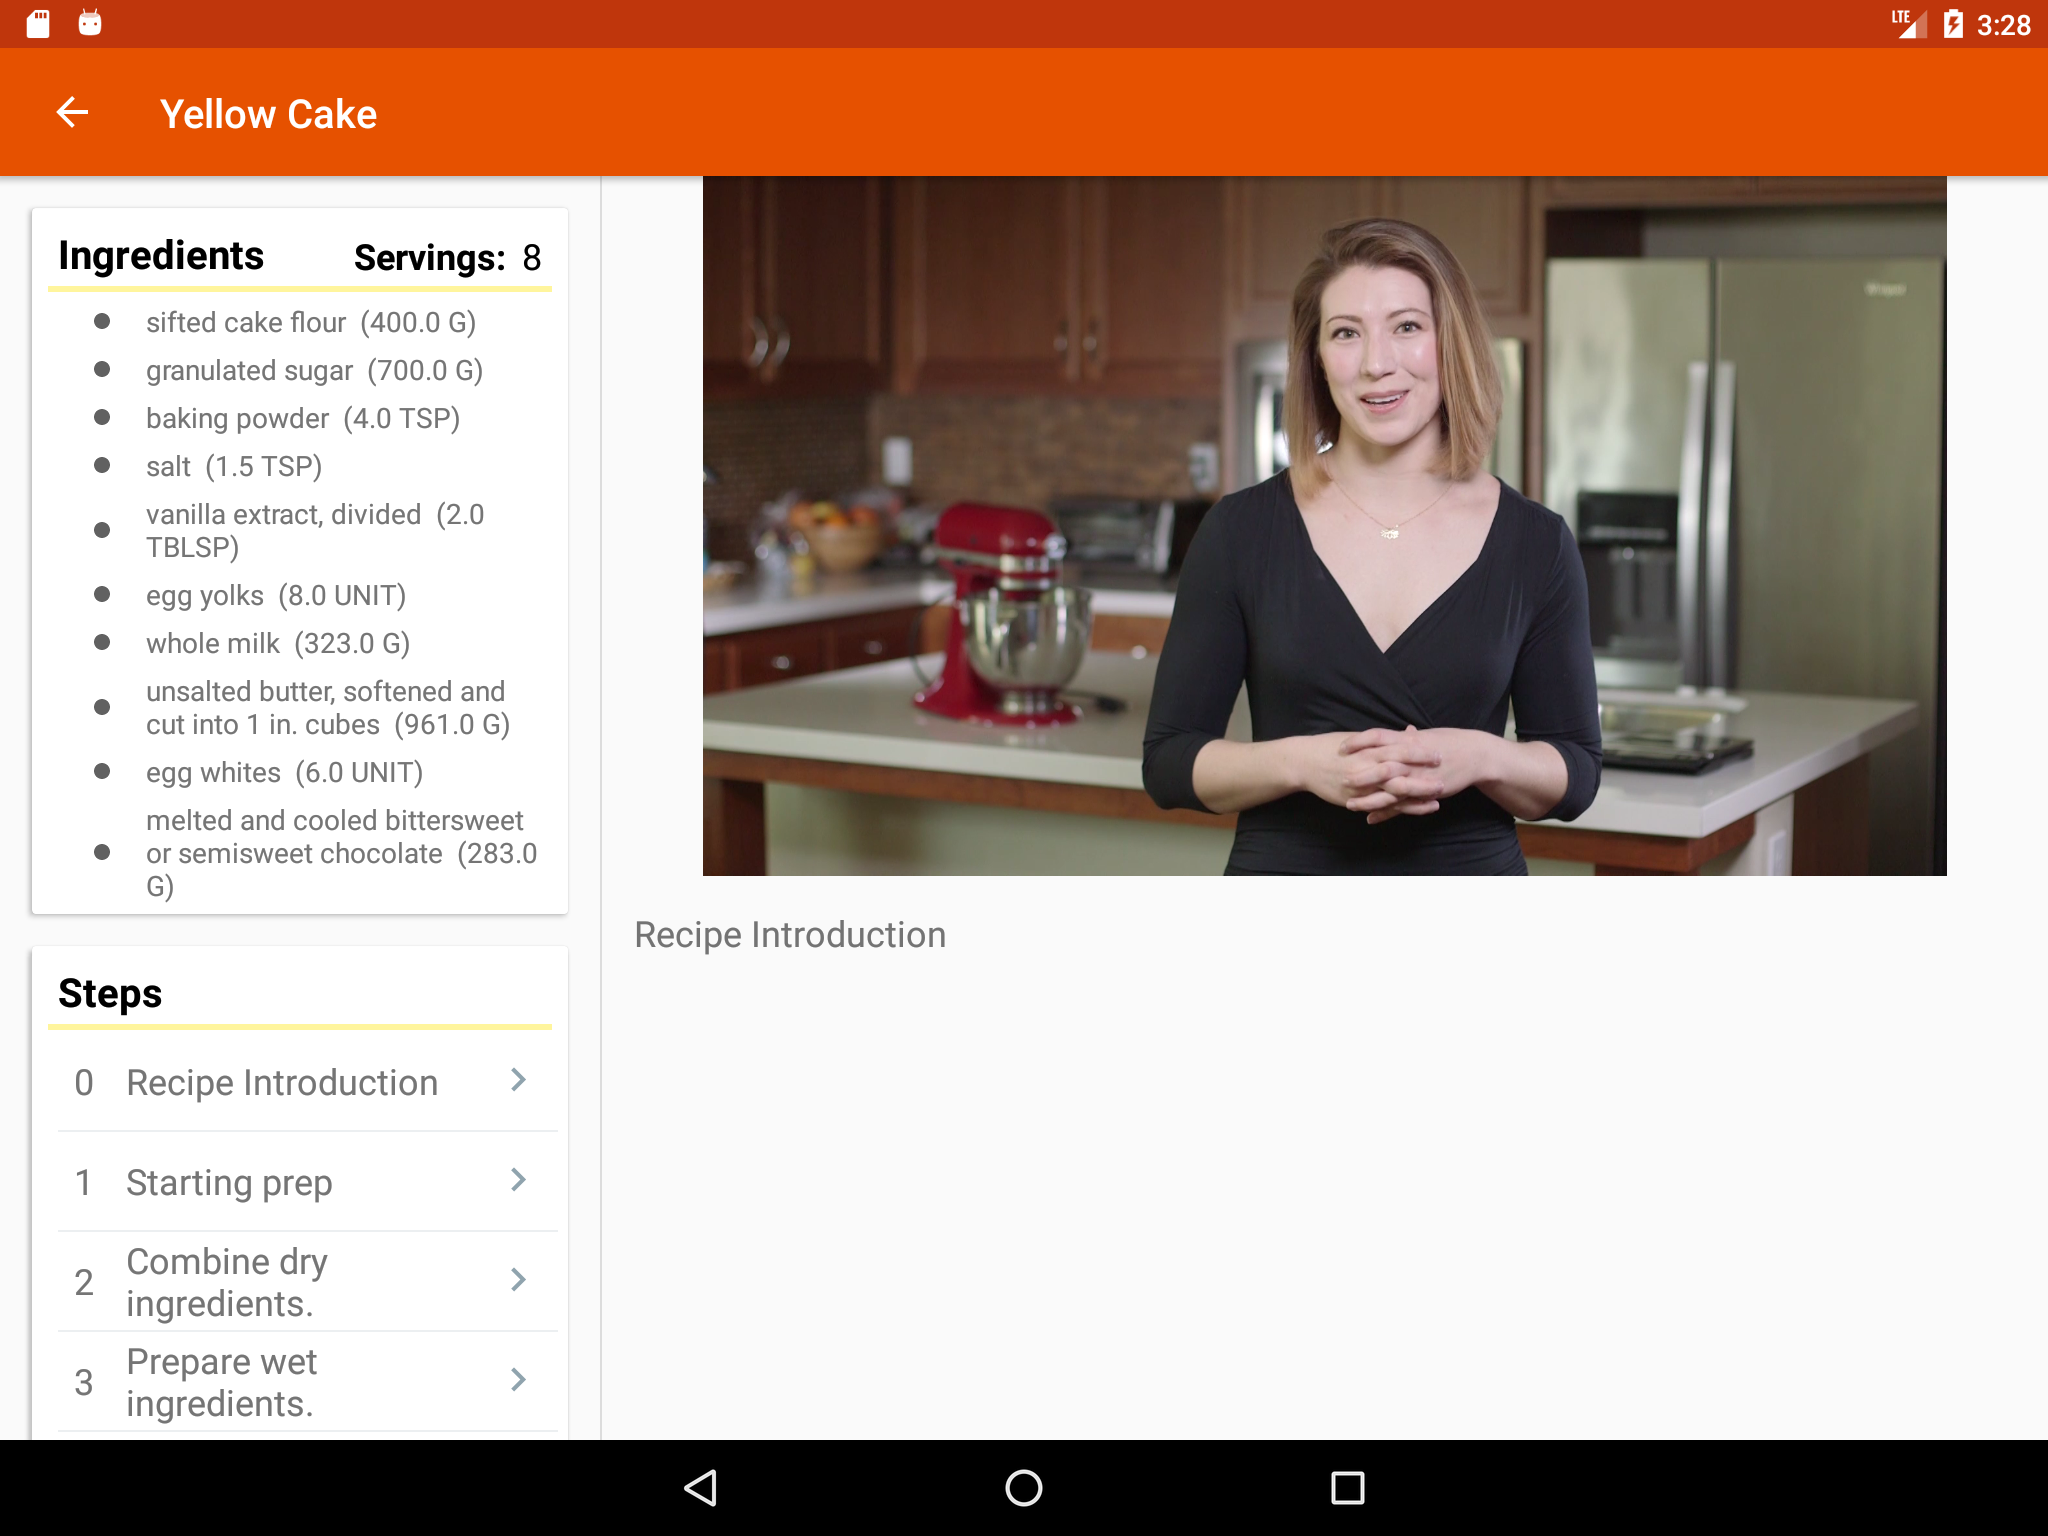 LTE 3:28
Yellow Cake
Ingredients Servings: 8
sifted cake flour (400.0 G)
granulated sugar (700.0 G)
baking powder (4.0 TSP)
salt (1.5 TSP)
vanilla extract, divided (2.0
TBLSP)
egg yolks (8.0 UNIT)
whole milk (323.0 G)
unsalted butter, softened and
cut into 1 in. cubes (961.0 G)
egg whites (6.0 UNIT)
melted and cooled bittersweet
or semisweet chocolate (283.0
G)
Steps
0 Recipe Introduction
1 Starting prep
2 Combine dry
ingredients.
3 Prepare wet
ingredients.
Recipe Introduction